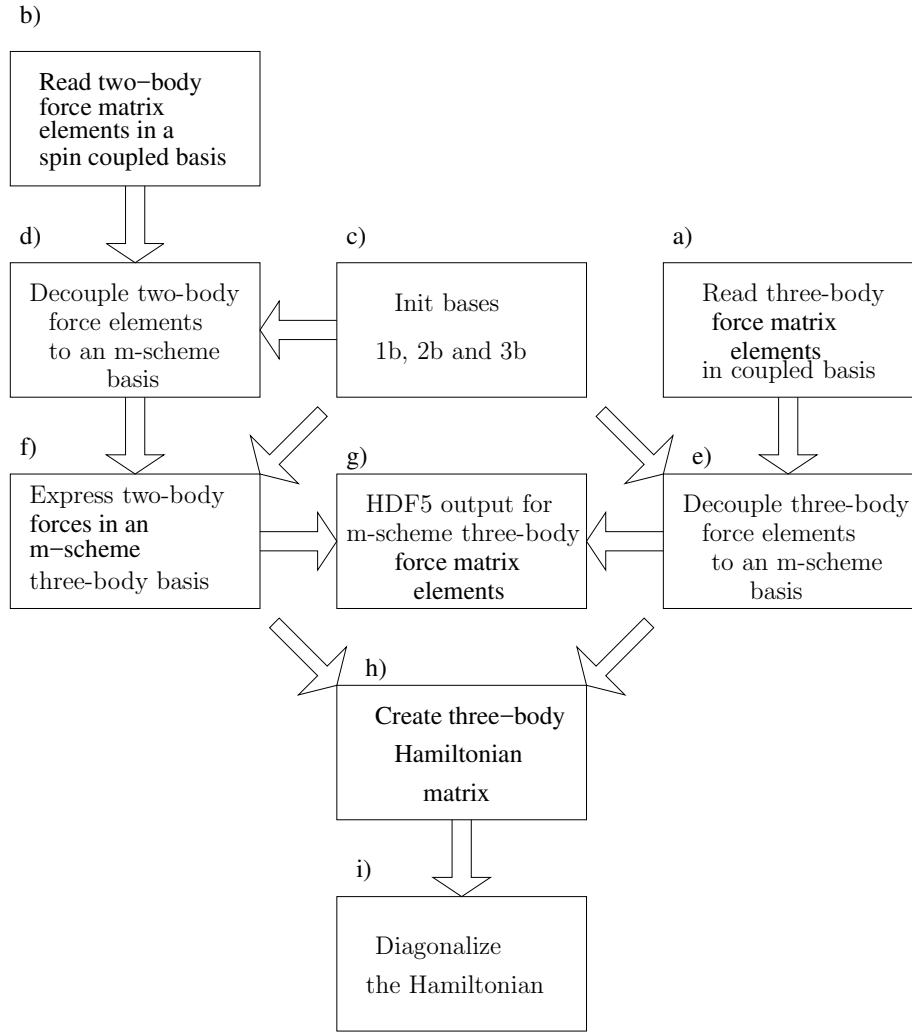 b)
Read two−body
force matrix
elements in a
spin coupled basis
d)
Decouple two-body
force elements
to an m-scheme
basis
c)
Init bases
1b, 2b and 3b
a)
Read three-body
force matrix
elements
in coupled basis
f)
Express two-body
forces in an
m−scheme
three-body basis
g)
HDF5 output for
m-scheme three-body
force matrix
elements
e)
Decouple three-body
force elements
to an m-scheme
basis
h)
Create three−body
Hamiltonian
matrix
i)
Diagonalize
the Hamiltonian